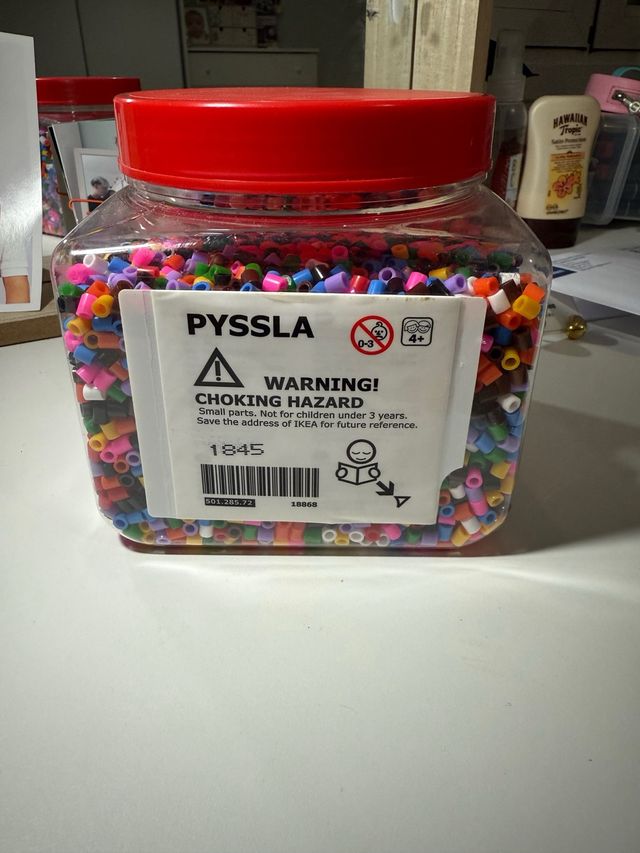 HAWAIIAN
Tropic
PYSSLA
0-3
4+
WARNING!
CHOKING HAZARD
Small parts. Not for children under 3 years.
Save the address of IKEA for future reference.
1845
501.285.72
18868